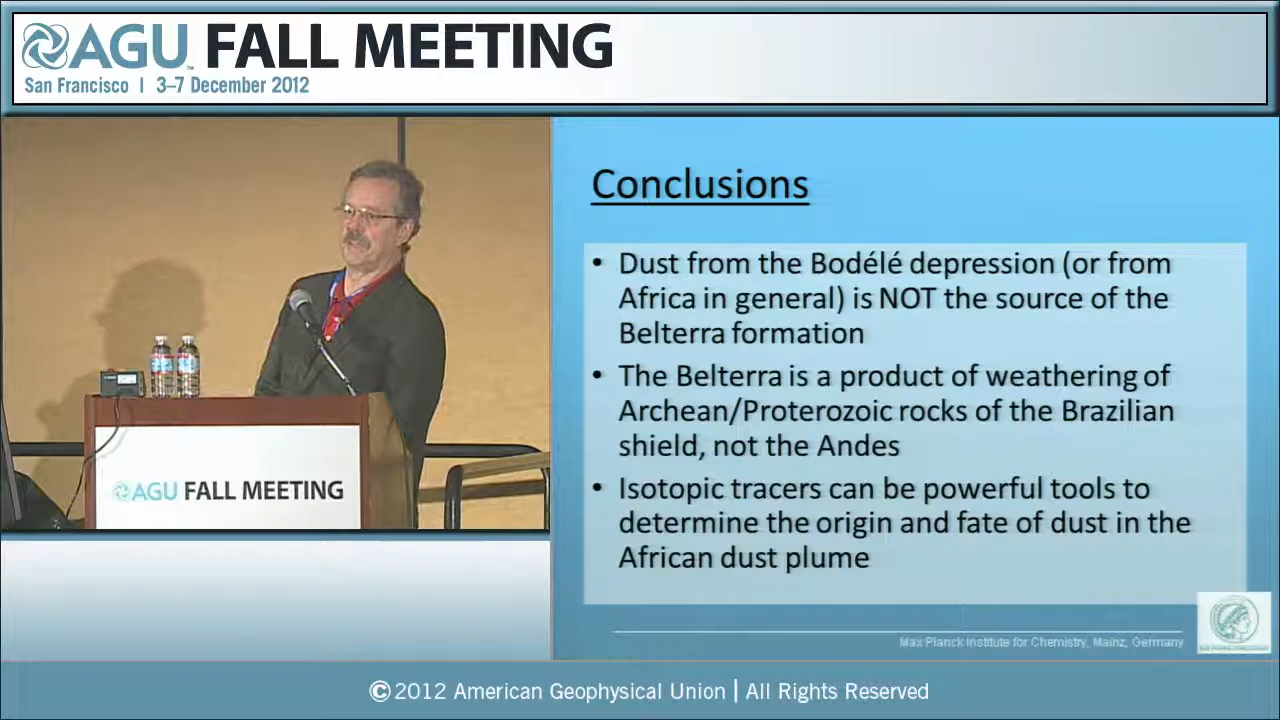 AGU FALL MEETING
San Francisco | 3–7 December 2012
AGU FALL MEETING
Conclusions
• Dust from the Bodélé depression (or from
Africa in general) is NOT the source of the
Belterra formation
• The Belterra is a product of weathering of
Archean/Proterozoic rocks of the Brazilian
shield, not the Andes
• Isotopic tracers can be powerful tools to
determine the origin and fate of dust in the
African dust plume
Max Planck Institute for Chemistry, Mainz, Germany
©2012 American Geophysical Union | All Rights Reserved